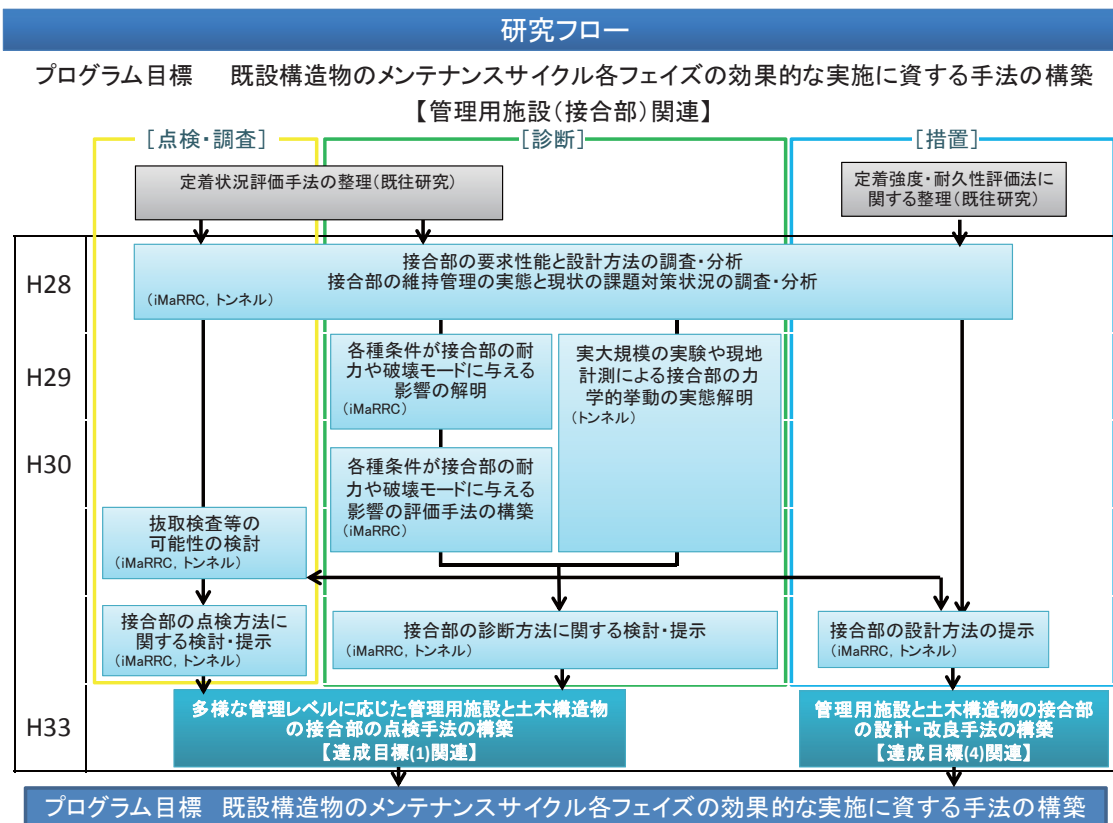 研究フロー
プログラム目標　既設構造物のメンテナンスサイクル各フェイズの効果的な実施に資する手法の構築
【管理用施設(接合部)関連】
[点検・調査]
[診断]
[措置]
定着状況評価手法の整理(既往研究)
定着強度・耐久性評価法に
関する整理(既往研究)
H28
接合部の要求性能と設計方法の調査・分析
接合部の維持管理の実態と現状の課題対策状況の調査・分析
(iMaRRC, トンネル)
H29
各種条件が接合部の耐
力や破壊モードに与える
影響の解明
(iMaRRC)
実大規模の実験や現地
計測による接合部の力
学的挙動の実態解明
(トンネル)
H30
各種条件が接合部の耐
力や破壊モードに与える
影響の評価手法の構築
(iMaRRC)
抜取検査等の
可能性の検討
(iMaRRC, トンネル)
接合部の点検方法に
関する検討・提示
(iMaRRC, トンネル)
接合部の診断方法に関する検討・提示
(iMaRRC, トンネル)
接合部の設計方法の提示
(iMaRRC, トンネル)
H33
多様な管理レベルに応じた管理用施設と土木構造物
の接合部の点検手法の構築
【達成目標(1)関連】
管理用施設と土木構造物の接合部
の設計・改良手法の構築
【達成目標(4)関連】
プログラム目標　既設構造物のメンテナンスサイクル各フェイズの効果的な実施に資する手法の構築